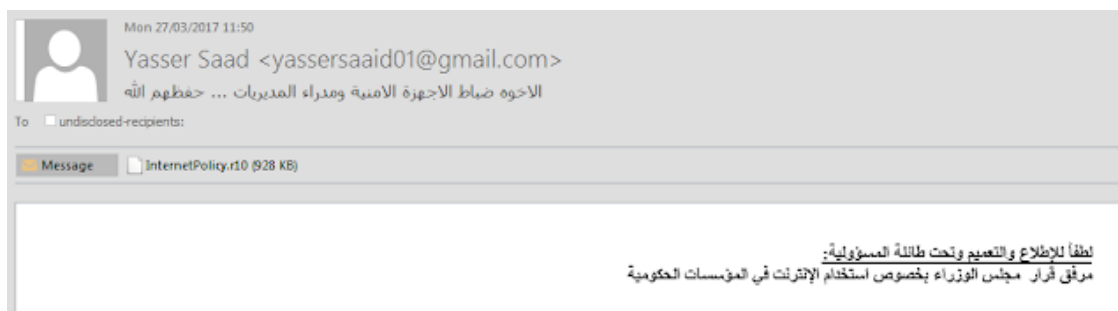 Mon 27/03/2017 11:50
Yasser Saad <yassersaaid01@gmail.com>
الاخوه ضباط الاجهزة الامنية ومدراء المديريات ... حفظهم الله
To undisclosed-recipients:
Message InternetPolicy.r10 (928 KB)
لطفاً للإطلاع والتعميم وتحت طائلة المسؤولية:
مرفق قرار مجلس الوزراء بخصوص استخدام الإنترنت في المؤسسات الحكومية